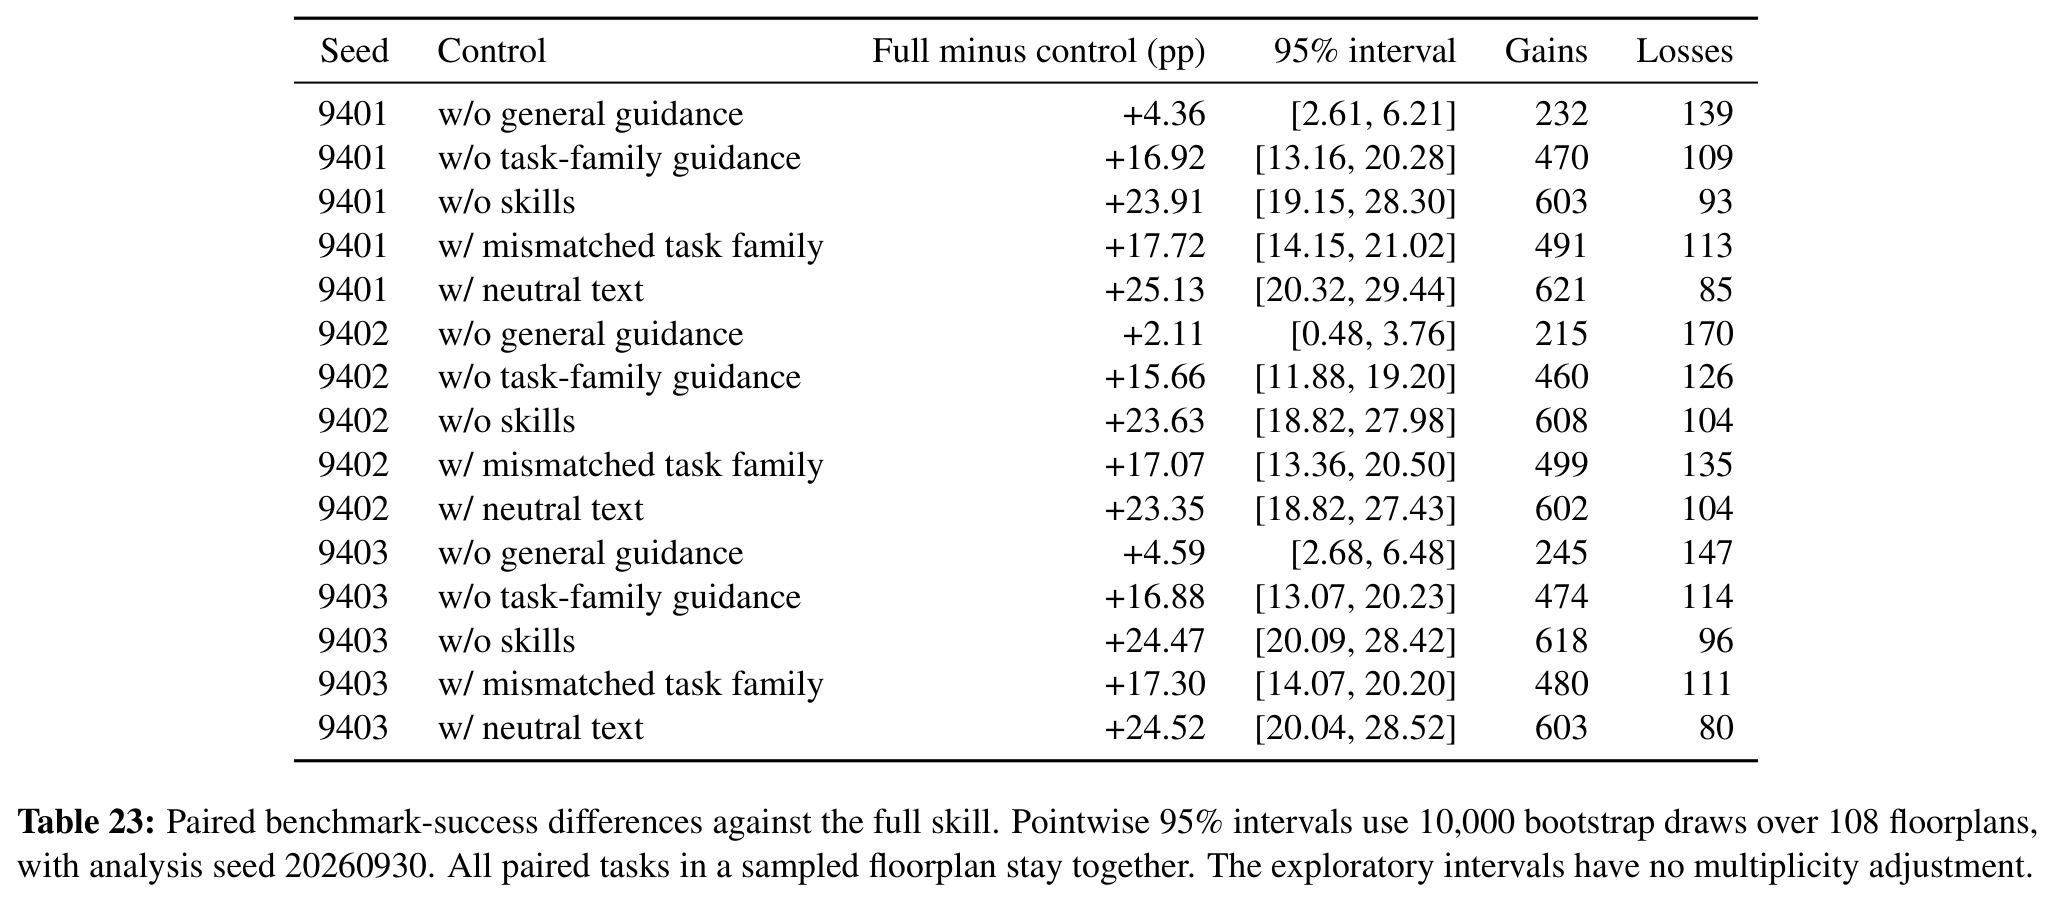 Seed Control Full minus control (pp) 95% interval Gains Losses
9401 w/o general guidance +4.36 [2.61, 6.21] 232 139
9401 w/o task-family guidance +16.92 [13.16, 20.28] 470 109
9401 w/o skills +23.91 [19.15, 28.30] 603 93
9401 w/ mismatched task family +17.72 [14.15, 21.02] 491 113
9401 w/ neutral text +25.13 [20.32, 29.44] 621 85
9402 w/o general guidance +2.11 [0.48, 3.76] 215 170
9402 w/o task-family guidance +15.66 [11.88, 19.20] 460 126
9402 w/o skills +23.63 [18.82, 27.98] 608 104
9402 w/ mismatched task family +17.07 [13.36, 20.50] 499 135
9402 w/ neutral text +23.35 [18.82, 27.43] 602 104
9403 w/o general guidance +4.59 [2.68, 6.48] 245 147
9403 w/o task-family guidance +16.88 [13.07, 20.23] 474 114
9403 w/o skills +24.47 [20.09, 28.42] 618 96
9403 w/ mismatched task family +17.30 [14.07, 20.20] 480 111
9403 w/ neutral text +24.52 [20.04, 28.52] 603 80
Table 23: Paired benchmark-success differences against the full skill. Pointwise 95% intervals use 10,000 bootstrap draws over 108 floorplans,
with analysis seed 20260930. All paired tasks in a sampled floorplan stay together. The exploratory intervals have no multiplicity adjustment.